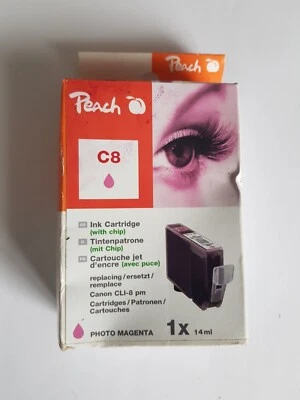 Peach
Peach
C8
Ink Cartridge
(with chip)
Tintenpatrone
(mit Chip)
Cartouche jet
d'encre (avec puce)
replacing/ersetzt/
remplace
Canon CLI-8 pm
Cartridges/Patronen/
Cartouches
PHOTO MAGENTA 1x 14ml